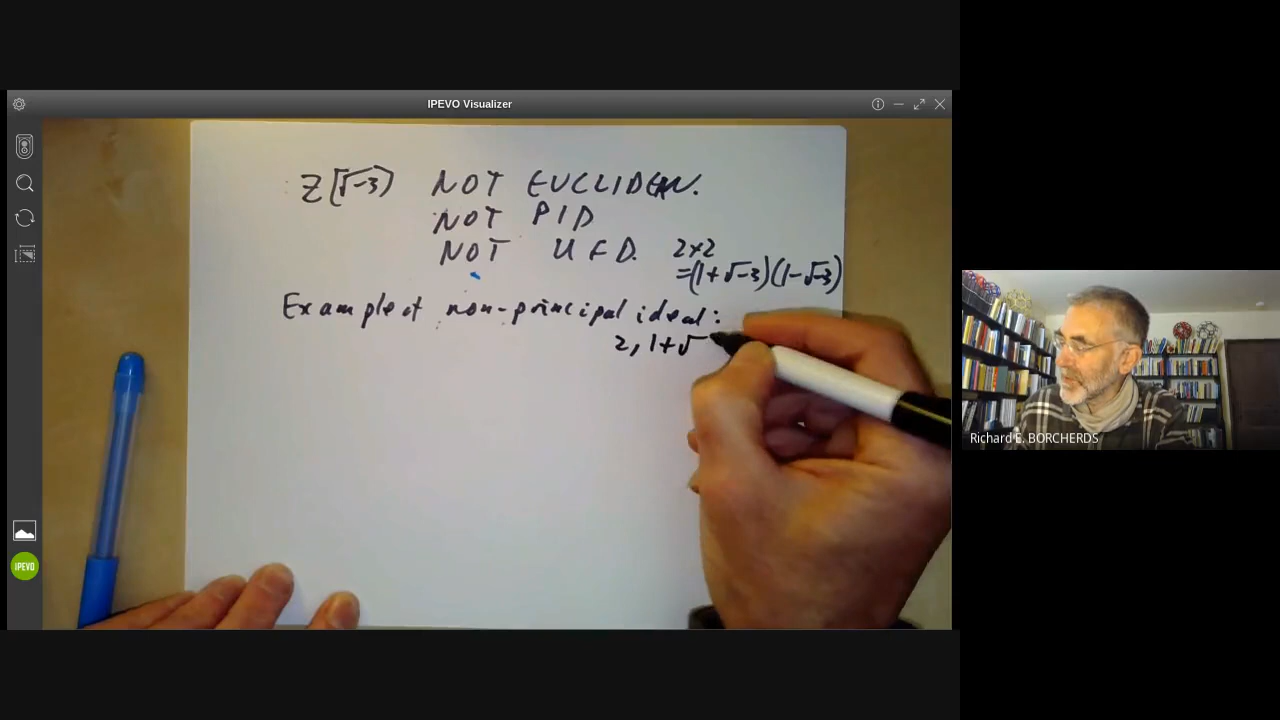 IPEVO Visualizer
Z[√-3] NOT EUCLIDEAN.
NOT PID
NOT UFD. 2×2
=(1+√-3)(1-√-3)
Example of non-principal ideal:
2, 1+√
Richard E. BORCHERDS
IPEVO